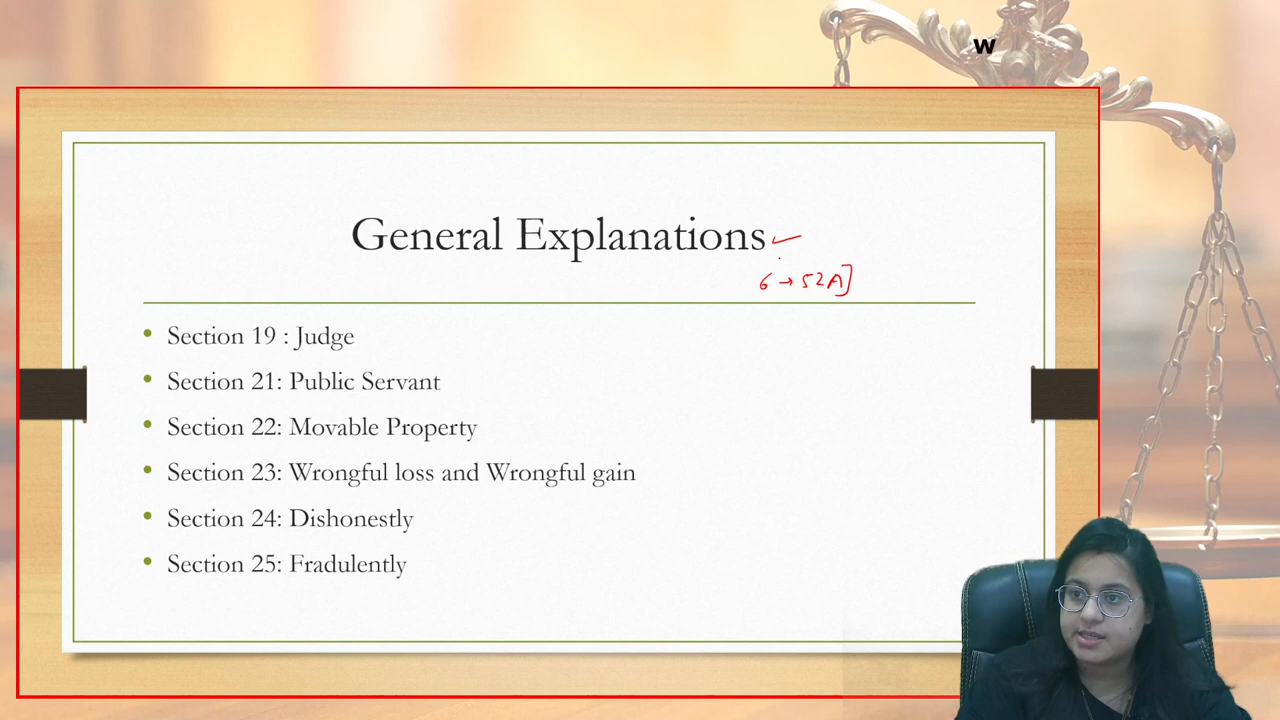 W
General Explanations
6 → 52A]
• Section 19 : Judge
• Section 21: Public Servant
• Section 22: Movable Property
• Section 23: Wrongful loss and Wrongful gain
• Section 24: Dishonestly
• Section 25: Fradulently